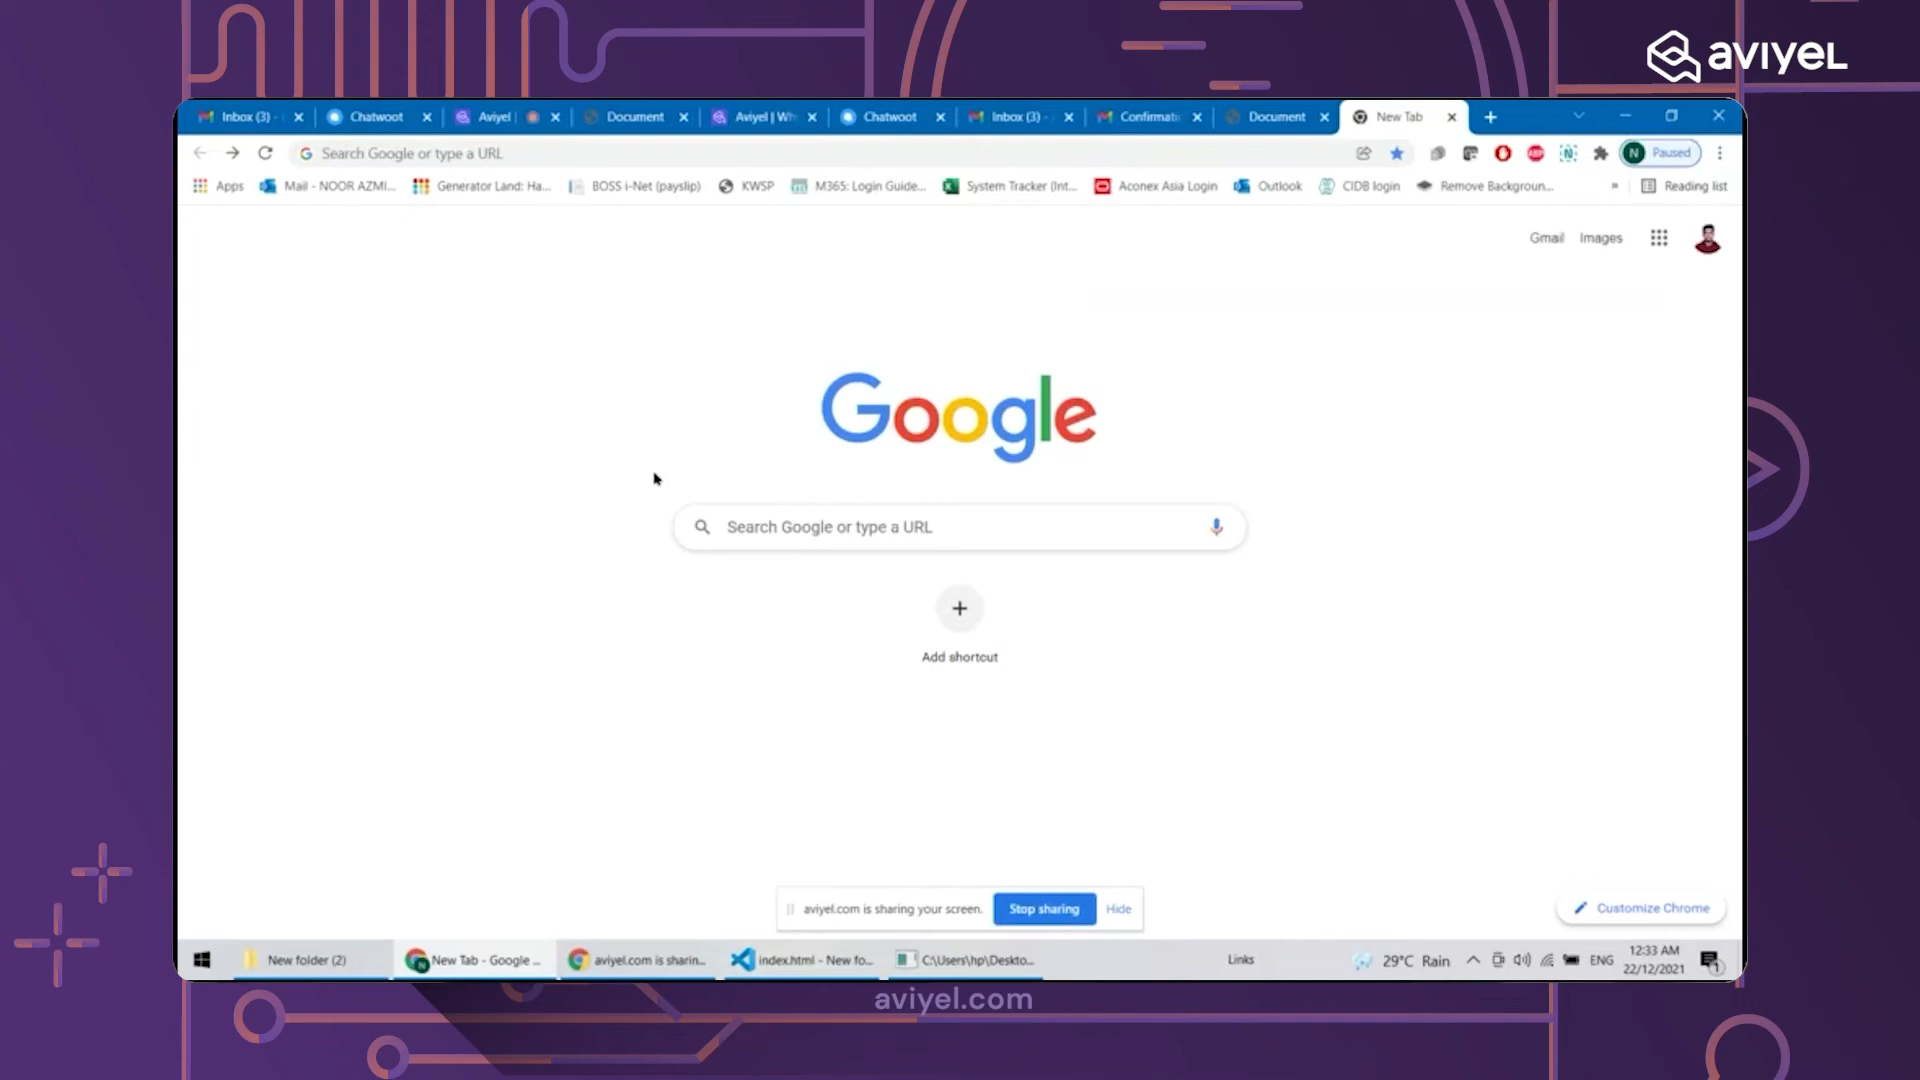 aviyel
Inbox (3) -
Chatwoot
Aviyel |
Document
Aviyel | Wh
Chatwoot
Inbox (3) -
Confirmatic
Document
New Tab
Search Google or type a URL
N
Paused
Apps
Mail - NOOR AZMI...
Generator Land: Ha...
BOSS i-Net (payslip)
KWSP
M365: Login Guide...
System Tracker (Int...
Aconex Asia Login
Outlook
CIDB login
Remove Backgroun...
»
Reading list
Gmail
Images
Google
Search Google or type a URL
Add shortcut
aviyel.com is sharing your screen.
Stop sharing
Hide
Customize Chrome
New folder (2)
New Tab - Google ...
aviyel.com is sharin...
index.html - New fo...
C:\Users\hp\Deskto...
Links
29°C Rain
ENG
12:33 AM
22/12/2021
1
aviyel.com